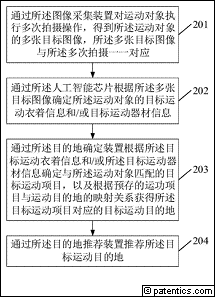 通过所述图像采集装置对运动对象执
行多次拍摄操作，得到所述运动对象
的多张目标图像，所述多张目标图像
与所述多次拍摄一一对应
201
通过所述人工智能芯片根据所述多张
目标图像确定所述运动对象的目标运
动衣着信息和/或目标运动器材信息
202
通过所述目的地确定装置根据所述目
标运动衣着信息和/或所述目标运动器
材信息确定与所述运动对象匹配的目
标运动项目，以及根据预存的运功项
目与运动目的地的映射关系获得所述
目标运动项目对应的目标运动目的地
203
通过所述目的地推荐装置推荐所述目
标运动目的地
204
© patentics.com